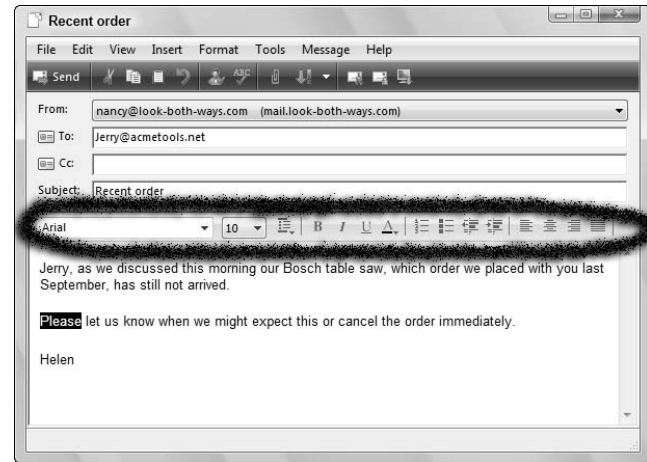 Recent order
File Edit View Insert Format Tools Message Help
Send
From: nancy@look-both-ways.com (mail.look-both-ways.com)
To: Jerry@acmetools.net
Cc:
Subject: Recent order
Arial 10 B I U A
Jerry, as we discussed this morning our Bosch table saw, which order we placed with you last
September, has still not arrived.
Please let us know when we might expect this or cancel the order immediately.
Helen